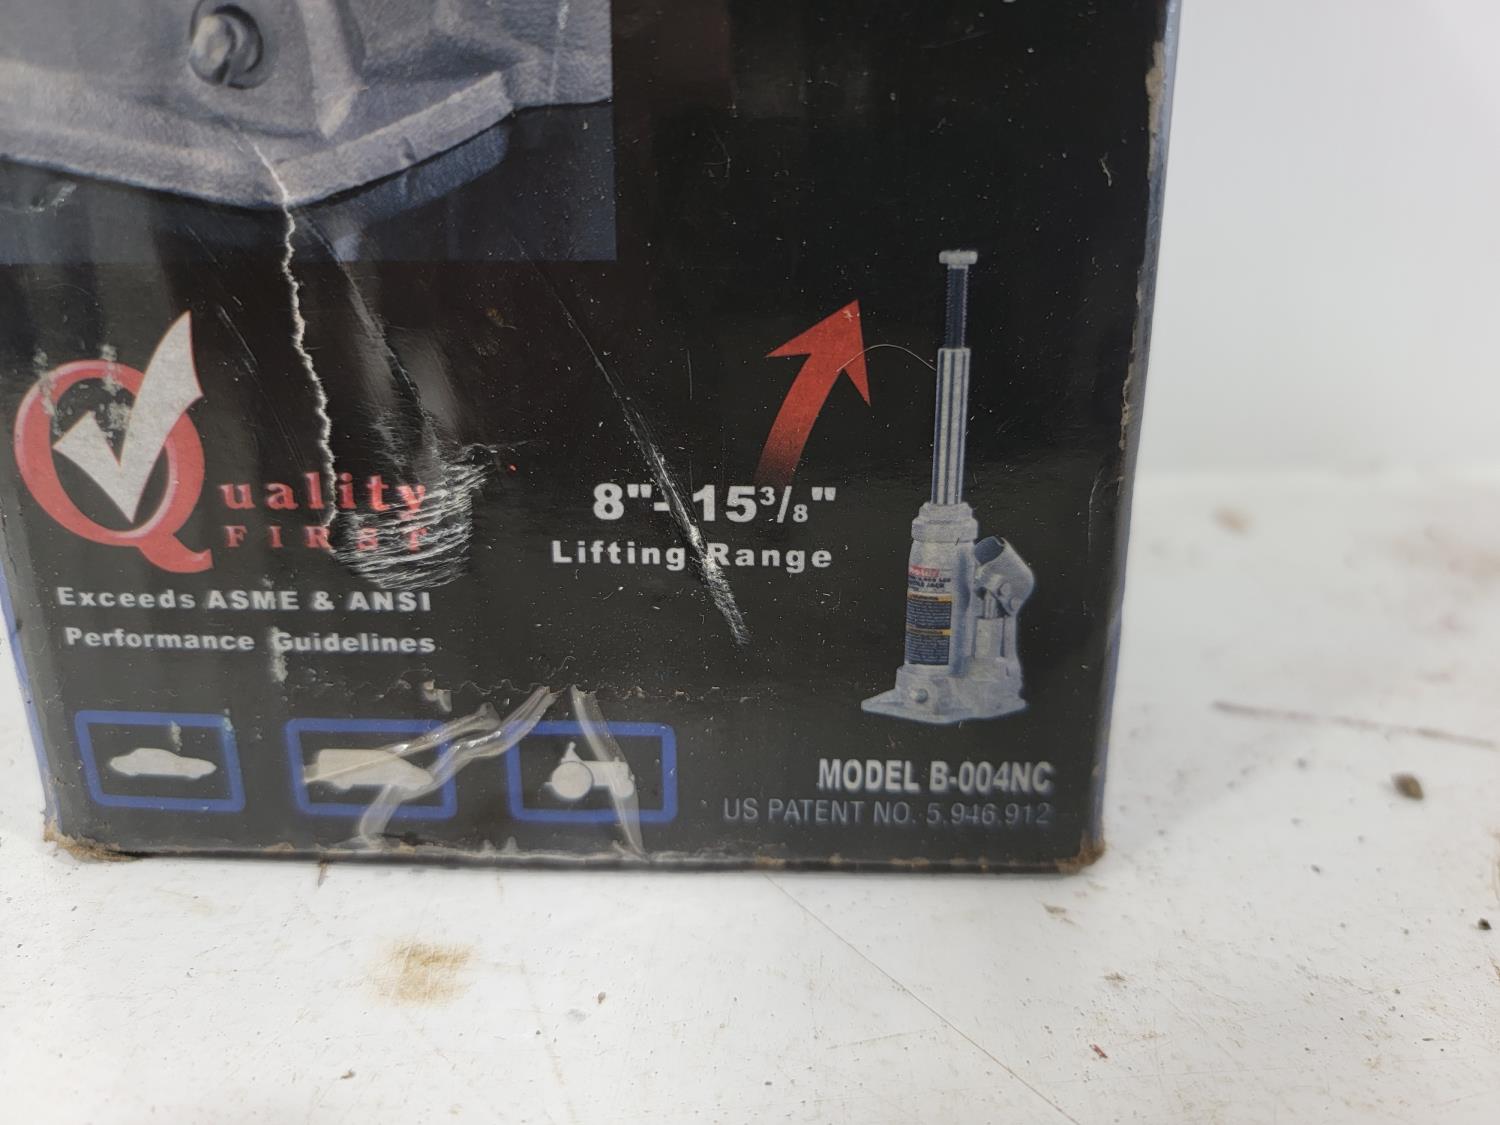 Quality
FIRST
Exceeds ASME & ANSI
Performance Guidelines
8"- 15³/₈"
Lifting Range
MODEL B-004NC
US PATENT NO. 5.946.912